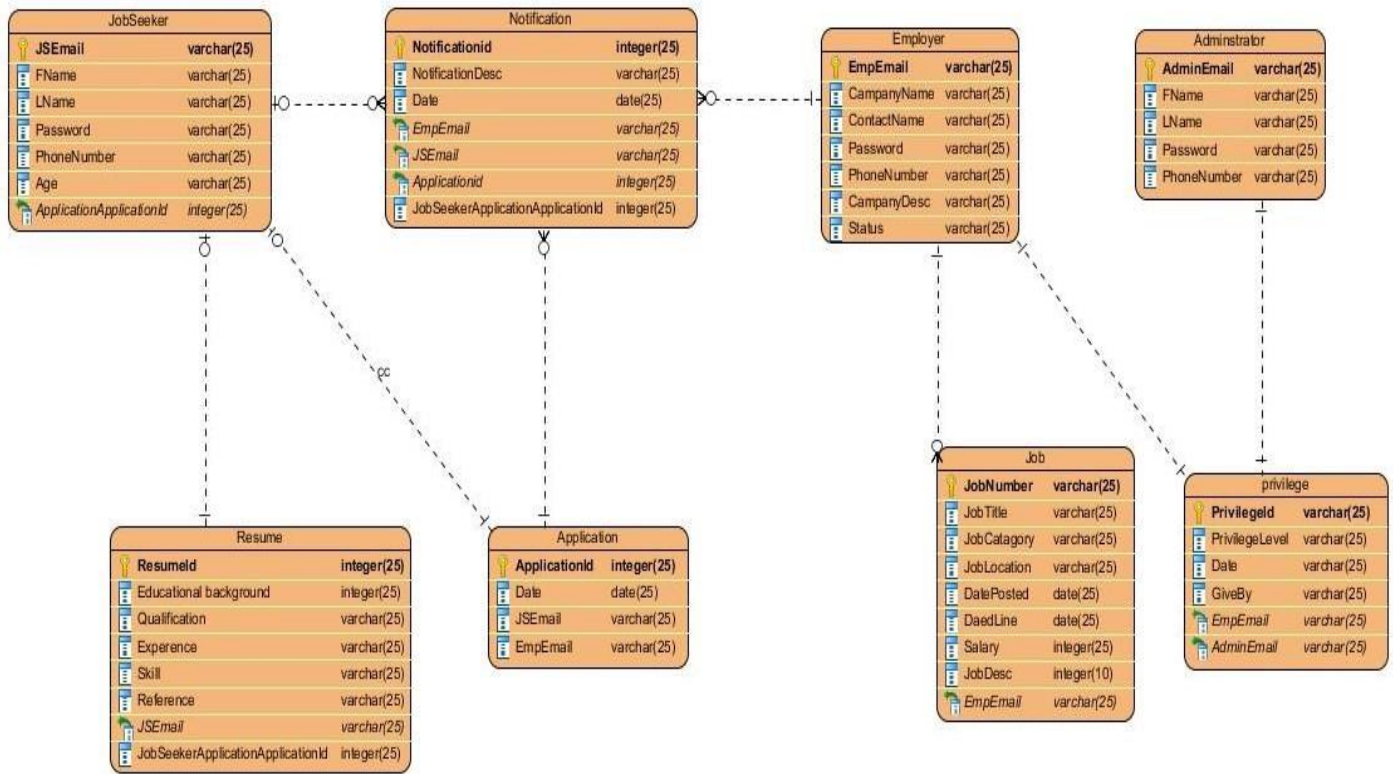 JobSeeker
JSEmail varchar(25)
FName varchar(25)
LName varchar(25)
Password varchar(25)
PhoneNumber varchar(25)
Age varchar(25)
ApplicationApplicationId integer(25)
Notification
Notificationid integer(25)
NotificationDesc varchar(25)
Date date(25)
EmpEmail varchar(25)
JSEmail varchar(25)
Applicationid integer(25)
JobSeekerApplicationApplicationId integer(25)
Employer
EmpEmail varchar(25)
CompanyName varchar(25)
ContactName varchar(25)
Password varchar(25)
PhoneNumber varchar(25)
CampanyDesc varchar(25)
Status varchar(25)
Adminstrator
AdminEmail varchar(25)
FName varchar(25)
LName varchar(25)
Password varchar(25)
PhoneNumber varchar(25)
cc
Resume
ResumeId integer(25)
Educational background integer(25)
Qualification varchar(25)
Experence varchar(25)
Skill varchar(25)
Reference varchar(25)
JSEmail varchar(25)
JobSeekerApplicationApplicationId integer(25)
Application
ApplicationId integer(25)
Date date(25)
JSEmail varchar(25)
EmpEmail varchar(25)
Job
JobNumber varchar(25)
JobTitle varchar(25)
JobCatagory varchar(25)
JobLocation varchar(25)
DatePosted date(25)
DaedLine date(25)
Salary integer(25)
JobDesc integer(10)
EmpEmail varchar(25)
privilege
PrivilegeId varchar(25)
PrivilegeLevel varchar(25)
Date varchar(25)
GiveBy varchar(25)
EmpEmail varchar(25)
AdminEmail varchar(25)